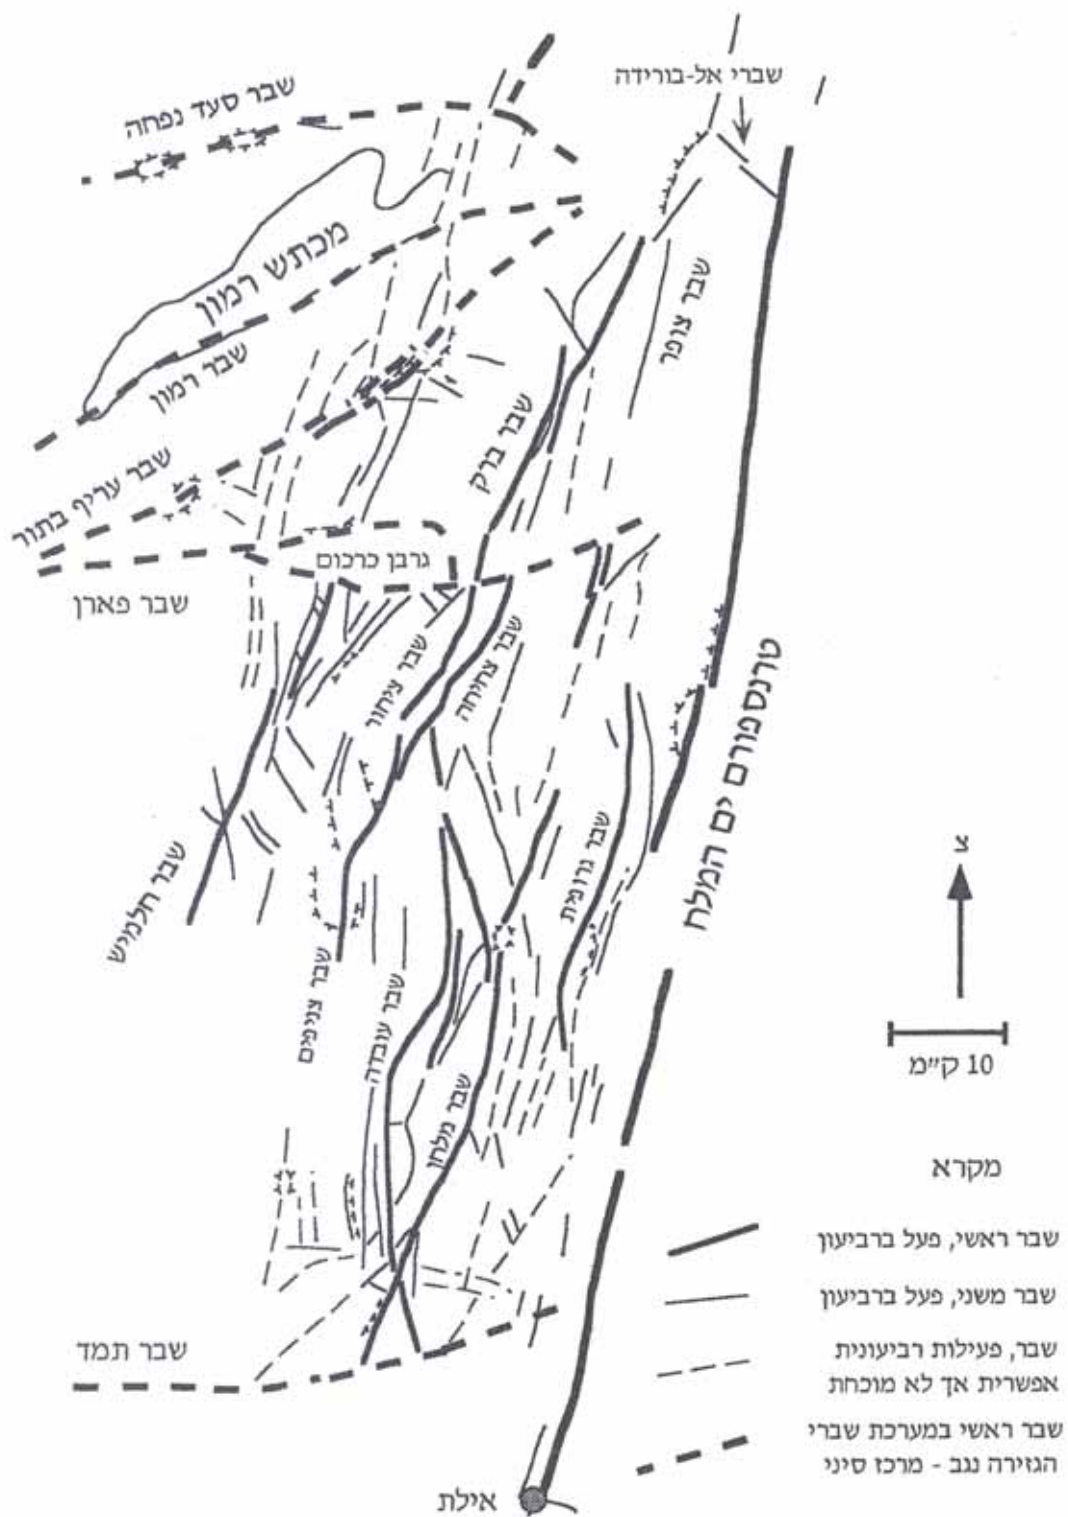 שברי אל-בורידה
שבר סעד נפחה
מכתש רמון
שבר צופר
שבר רמון
שבר ברק
שבר עריף בתור
גרבן כרכום
שבר פארן
שבר ציחור
שבר צחיחה
טרנספורם ים המלח
שבר גרופית
שבר חלמיש
שבר צניפים
שבר עובדה
שבר מלחן
צ
10 ק״מ
מקרא
שבר ראשי, פעל ברביעון
שבר משני, פעל ברביעון
שבר, פעילות רביעונית
אפשרית אך לא מוכחת
שבר ראשי במערכת שברי
הגזירה נגב - מרכז סיני
שבר תמד
אילת